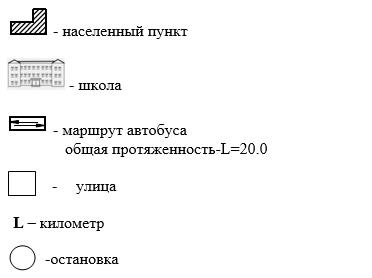 - населенный пункт
- школа
- маршрут автобуса
общая протяженность-L=20.0
- улица
L – километр
-остановка